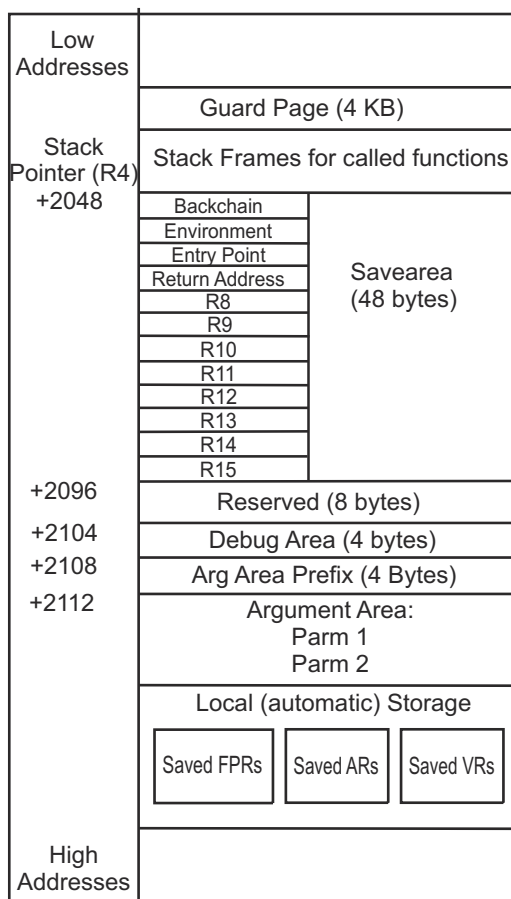 Low
Addresses
Guard Page (4 KB)
Stack
Pointer (R4)
+2048
Stack Frames for called functions
Backchain
Environment
Entry Point
Return Address
R8
R9
R10
R11
R12
R13
R14
R15
Savearea
(48 bytes)
+2096
Reserved (8 bytes)
+2104
Debug Area (4 bytes)
+2108
Arg Area Prefix (4 Bytes)
+2112
Argument Area:
Parm 1
Parm 2
Local (automatic) Storage
Saved FPRs
Saved ARs
Saved VRs
High
Addresses